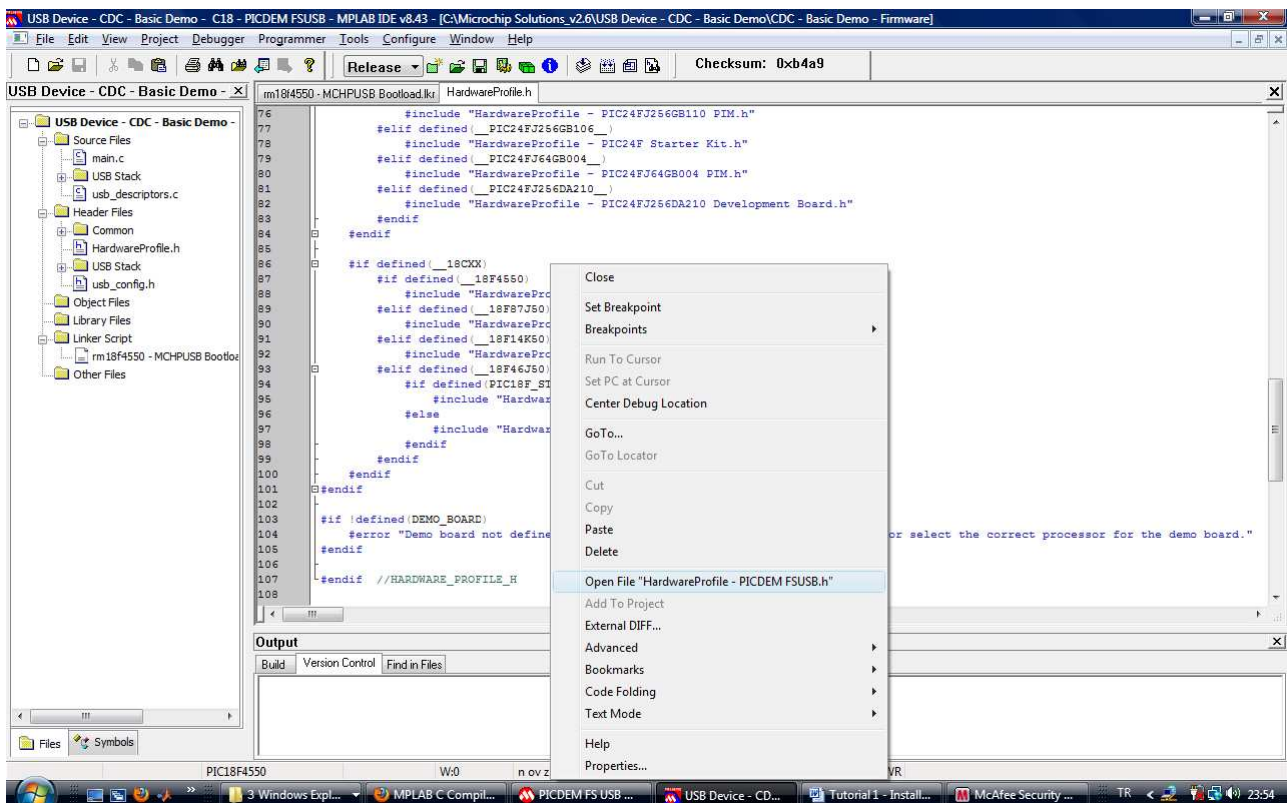 USB Device - CDC - Basic Demo - C18 - PICDEM FSUSB - MPLAB IDE v8.43 - [C:\Microchip Solutions_v2.6\USB Device - CDC - Basic Demo\CDC - Basic Demo - Firmware]
File Edit View Project Debugger Programmer Tools Configure Window Help
Release Checksum: 0xb4a9
USB Device - CDC - Basic Demo -
rm18f4550 - MCHPUSB Bootload.lkr HardwareProfile.h
USB Device - CDC - Basic Demo -
Source Files
main.c
USB Stack
usb_descriptors.c
Header Files
Common
HardwareProfile.h
USB Stack
usb_config.h
Object Files
Library Files
Linker Script
rm18f4550 - MCHPUSB Bootloa
Other Files
Files Symbols
76 #include "HardwareProfile - PIC24FJ256GB110 PIM.h"
77 #elif defined(__PIC24FJ256GB106__)
78 #include "HardwareProfile - PIC24F Starter Kit.h"
79 #elif defined(__PIC24FJ64GB004__)
80 #include "HardwareProfile - PIC24FJ64GB004 PIM.h"
81 #elif defined(__PIC24FJ256DA210__)
82 #include "HardwareProfile - PIC24FJ256DA210 Development Board.h"
83 #endif
84 #endif
85
86 #if defined(__18CXX)
87 #if defined(__18F4550)
88 #include "HardwarePro
89 #elif defined(__18F87J50)
90 #include "HardwarePro
91 #elif defined(__18F14K50)
92 #include "HardwarePro
93 #elif defined(__18F46J50)
94 #if defined(PIC18F_ST
95 #include "Hardwar
96 #else
97 #include "Hardwar
98 #endif
99 #endif
100 #endif
101 #endif
102
103 #if !defined(DEMO_BOARD)
104 #error "Demo board not define or select the correct processor for the demo board."
105 #endif
106
107 #endif //HARDWARE_PROFILE_H
108
Close
Set Breakpoint
Breakpoints
Run To Cursor
Set PC at Cursor
Center Debug Location
GoTo...
GoTo Locator
Cut
Copy
Paste
Delete
Open File "HardwareProfile - PICDEM FSUSB.h"
Add To Project
External DIFF...
Advanced
Bookmarks
Code Folding
Text Mode
Help
Properties...
Output
Build Version Control Find in Files
PIC18F4550 W:0 n ov z WR
3 Windows Expl... MPLAB C Compil... PICDEM FS USB ... USB Device - CD... Tutorial 1 - Install... McAfee Security ... TR 23:54